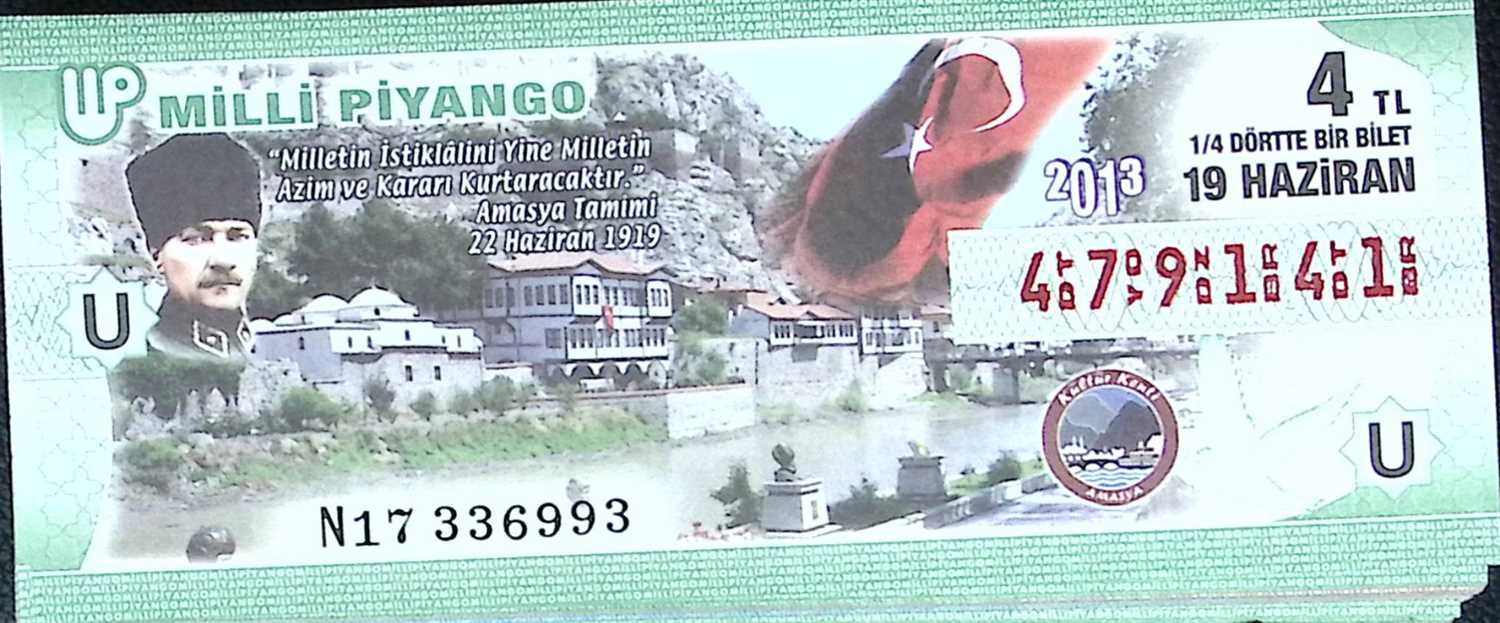 MİLLİ PİYANGO
"Milletin İstiklâlini Yine Milletin
Azim ve Kararı Kurtaracaktır."
Amasya Tamimi
22 Haziran 1919
4 TL
1/4 DÖRTTE BİR BİLET
2013 19 HAZİRAN
4 7 9 1 4 1
U
Kültür Kenti
AMASYA
U
N17 336993